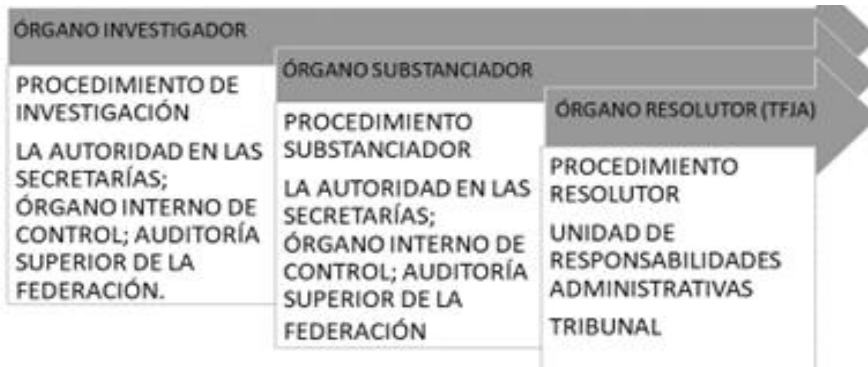 ÓRGANO INVESTIGADOR
PROCEDIMIENTO DE
INVESTIGACIÓN
LA AUTORIDAD EN LAS
SECRETARÍAS;
ÓRGANO INTERNO DE
CONTROL; AUDITORÍA
SUPERIOR DE LA
FEDERACIÓN.
ÓRGANO SUBSTANCIADOR
PROCEDIMIENTO
SUBSTANCIADOR
LA AUTORIDAD EN LAS
SECRETARÍAS;
ÓRGANO INTERNO DE
CONTROL; AUDITORÍA
SUPERIOR DE LA
FEDERACIÓN
ÓRGANO RESOLUTOR (TFJA)
PROCEDIMIENTO
RESOLUTOR
UNIDAD DE
RESPONSABILIDADES
ADMINISTRATIVAS
TRIBUNAL